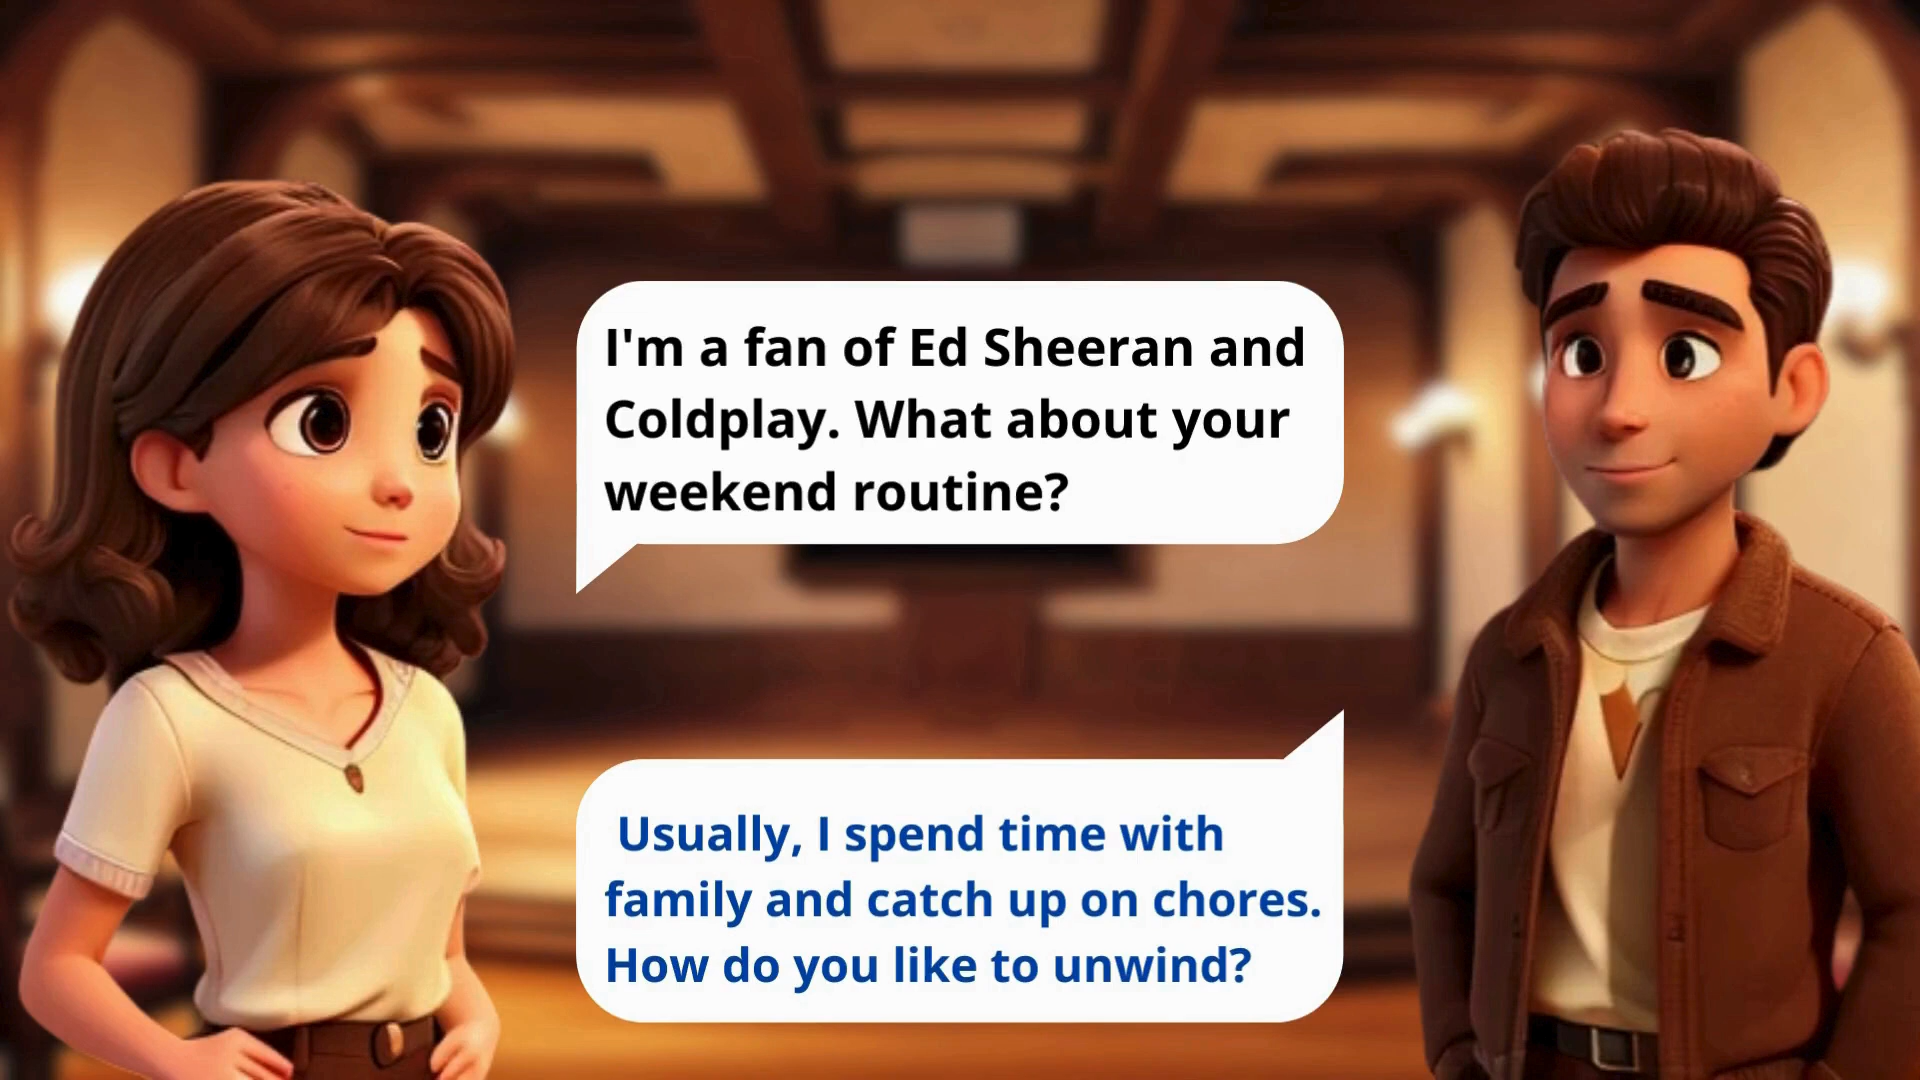 I'm a fan of Ed Sheeran and
Coldplay. What about your
weekend routine?
Usually, I spend time with
family and catch up on chores.
How do you like to unwind?